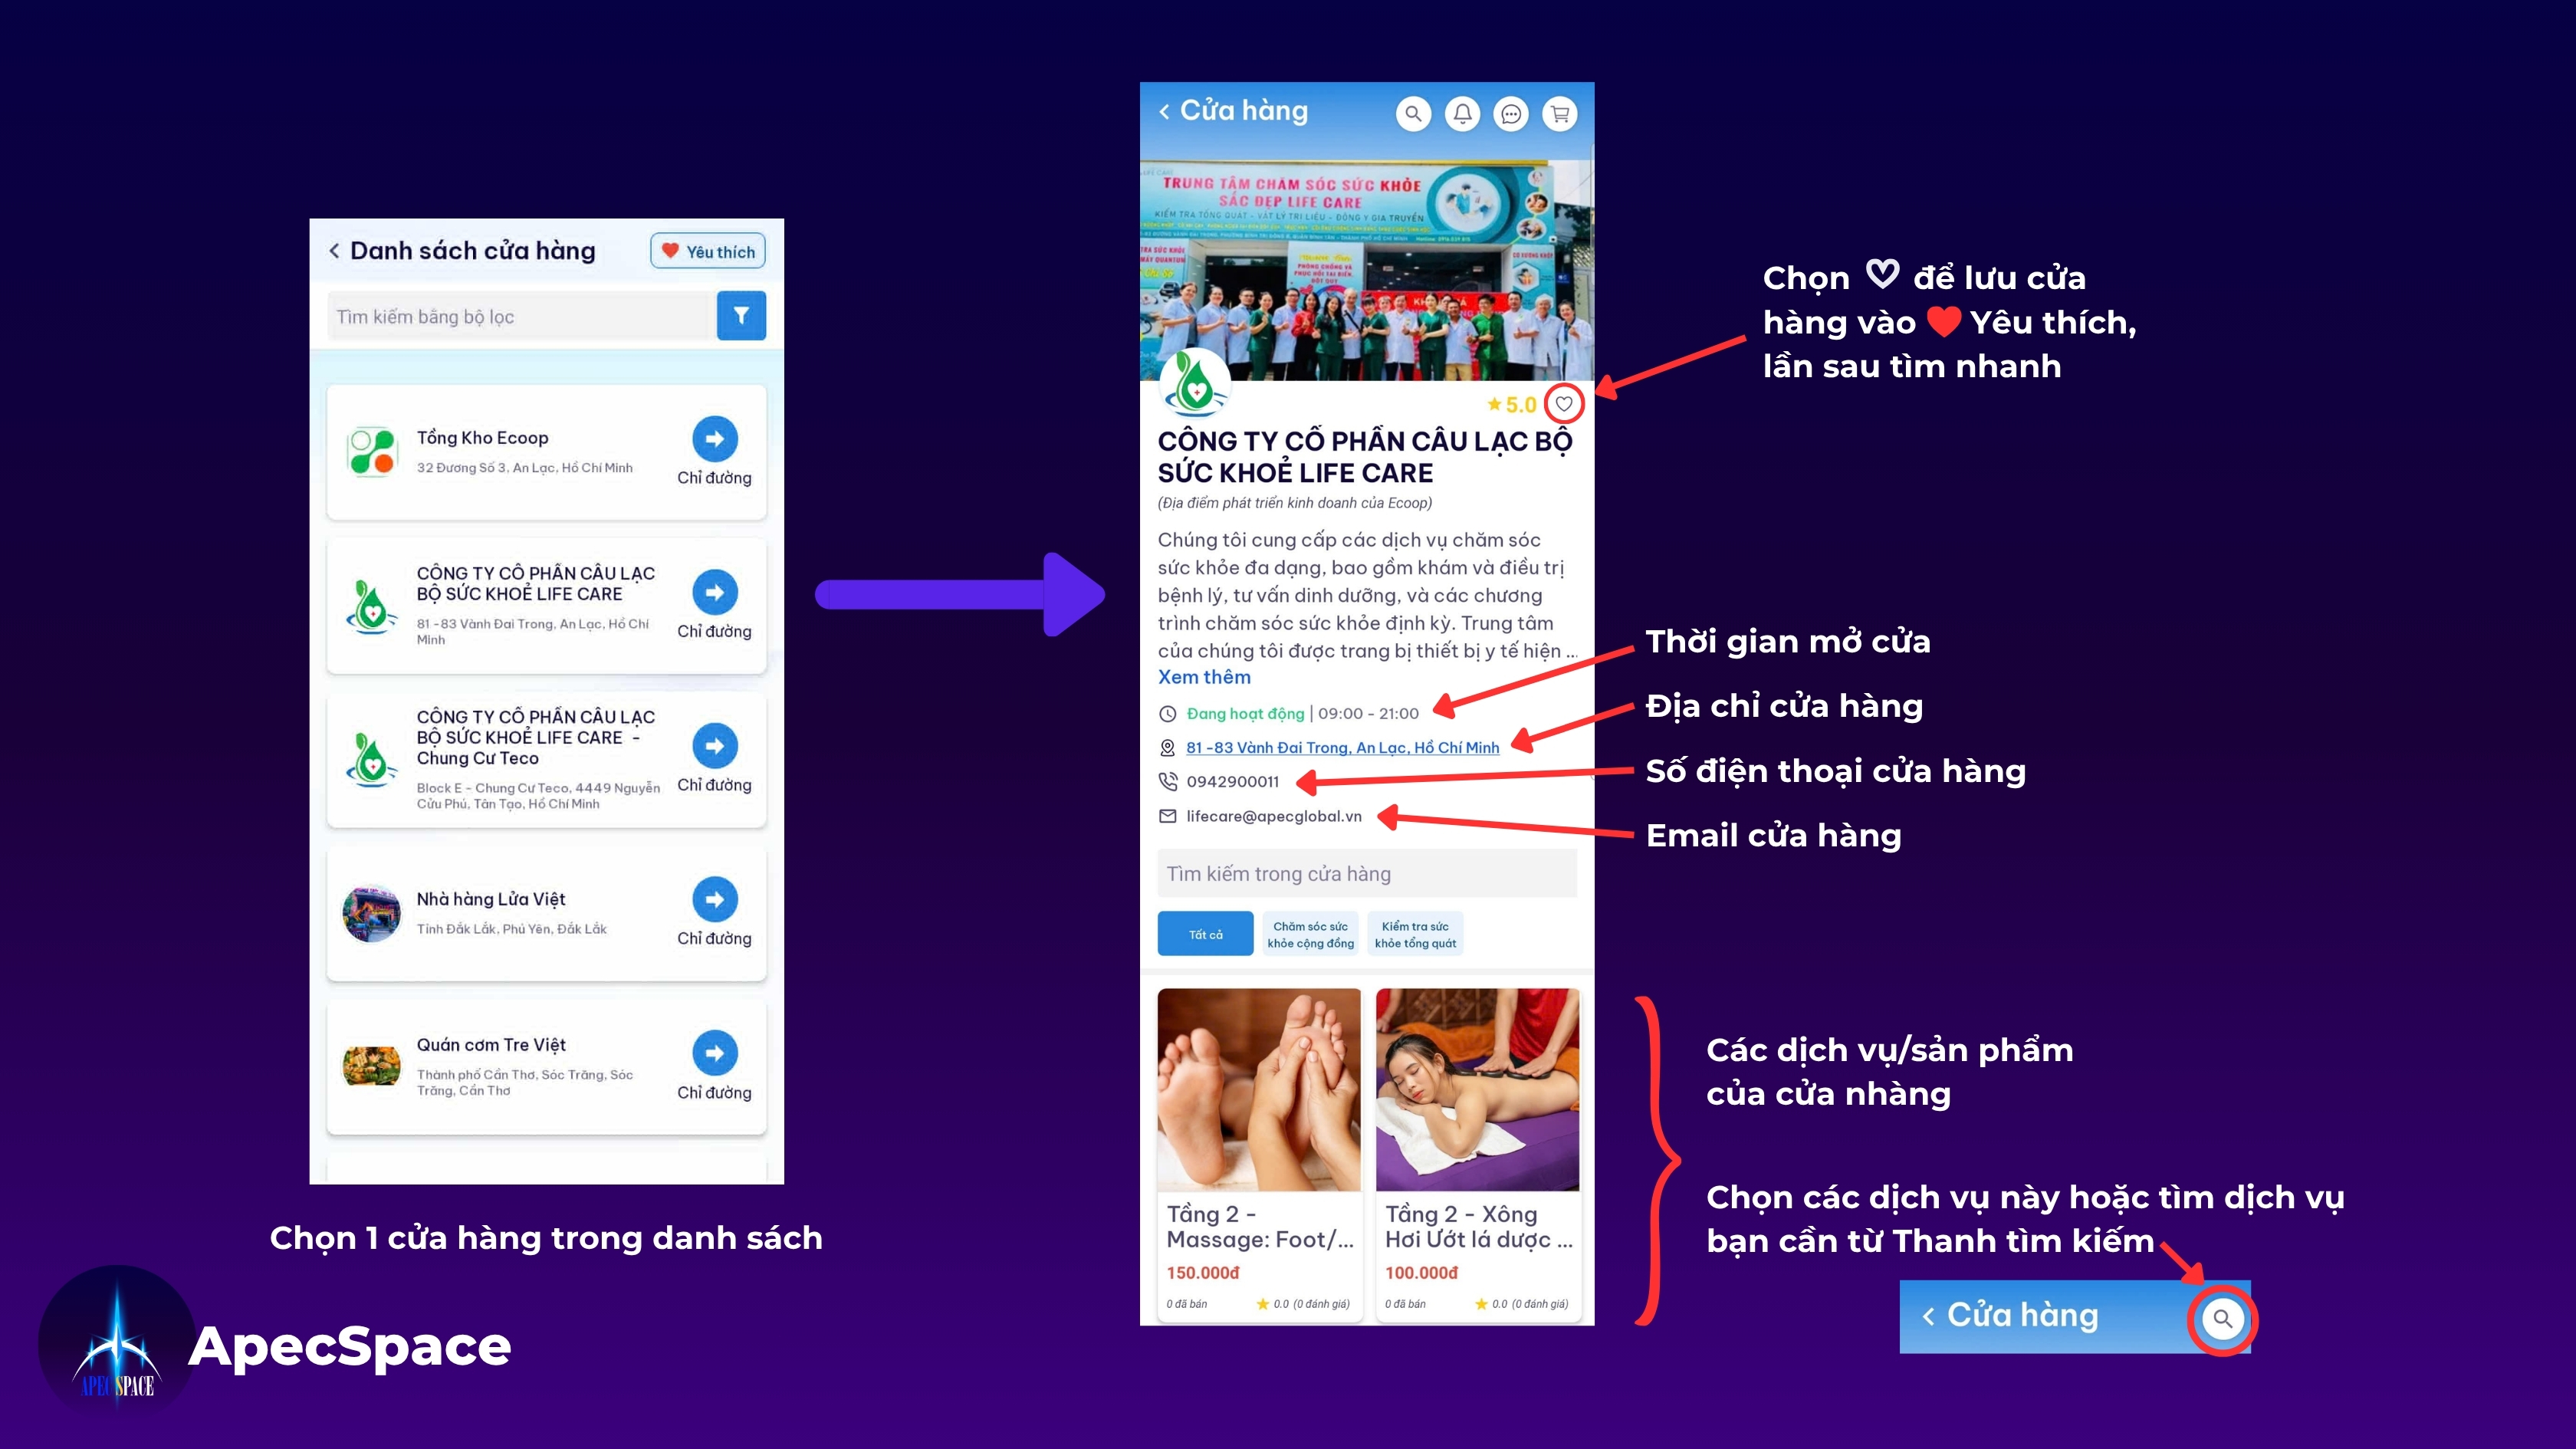 Danh sách cửa hàng
Yêu thích
Tìm kiếm bằng bộ lọc
Tổng Kho Ecoop
32 Đương Số 3, An Lạc, Hồ Chí Minh
Chỉ đường
CÔNG TY CỔ PHẦN CÂU LẠC
BỘ SỨC KHOẺ LIFE CARE
81 -83 Vành Đai Trong, An Lạc, Hồ Chí
Minh
Chỉ đường
CÔNG TY CỔ PHẦN CÂU LẠC
BỘ SỨC KHOẺ LIFE CARE -
Chung Cư Teco
Block E - Chung Cư Teco, 4449 Nguyễn
Cửu Phú, Tân Tạo, Hồ Chí Minh
Chỉ đường
Nhà hàng Lửa Việt
Tỉnh Đắk Lắk, Phú Yên, Đắk Lắk
Chỉ đường
Quán cơm Tre Việt
Thành phố Cần Thơ, Sóc Trăng, Sóc
Trăng, Cần Thơ
Chỉ đường
Chọn 1 cửa hàng trong danh sách
APECSPACE
ApecSpace
Cửa hàng
TRUNG TÂM CHĂM SÓC SỨC KHỎE
SẮC ĐẸP LIFE CARE
KIỂM TRA TỔNG QUÁT - VẬT LÝ TRỊ LIỆU - ĐÔNG Y GIA TRUYỀN
5.0
CÔNG TY CỔ PHẦN CÂU LẠC BỘ
SỨC KHOẺ LIFE CARE
(Địa điểm phát triển kinh doanh của Ecoop)
Chúng tôi cung cấp các dịch vụ chăm sóc
sức khỏe đa dạng, bao gồm khám và điều trị
bệnh lý, tư vấn dinh dưỡng, và các chương
trình chăm sóc sức khỏe định kỳ. Trung tâm
của chúng tôi được trang bị thiết bị y tế hiện ...
Xem thêm
Đang hoạt động | 09:00 - 21:00
81 -83 Vành Đai Trong, An Lạc, Hồ Chí Minh
0942900011
lifecare@apecglobal.vn
Tìm kiếm trong cửa hàng
Tất cả
Chăm sóc sức
khỏe cộng đồng
Kiểm tra sức
khỏe tổng quát
Tầng 2 -
Massage: Foot/...
150.000đ
0 đã bán
0.0 (0 đánh giá)
Tầng 2 - Xông
Hơi Ướt lá dược ...
100.000đ
0 đã bán
0.0 (0 đánh giá)
Chọn để lưu cửa
hàng vào Yêu thích,
lần sau tìm nhanh
Thời gian mở cửa
Địa chỉ cửa hàng
Số điện thoại cửa hàng
Email cửa hàng
Các dịch vụ/sản phẩm
của cửa nhàng
Chọn các dịch vụ này hoặc tìm dịch vụ
bạn cần từ Thanh tìm kiếm
Cửa hàng